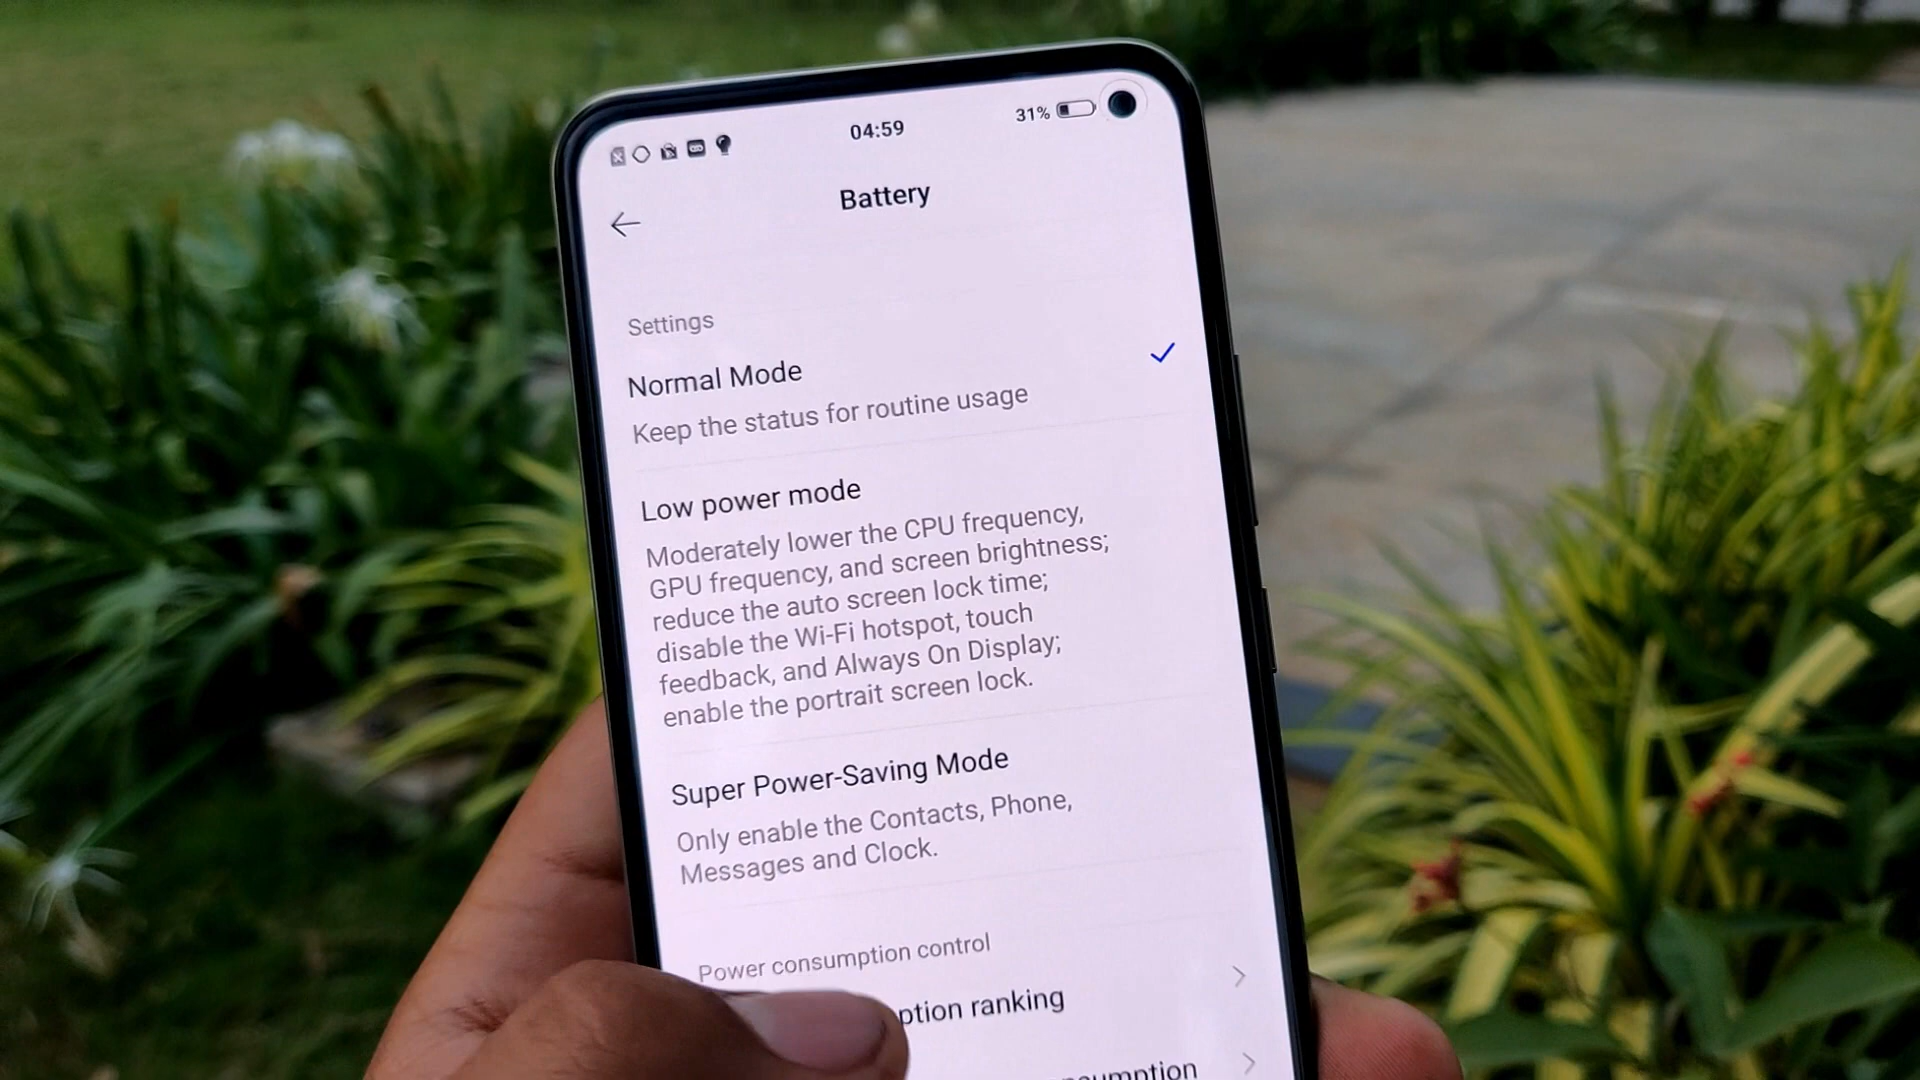 04:59
31%
Battery
Settings
Normal Mode
Keep the status for routine usage
Low power mode
Moderately lower the CPU frequency,
GPU frequency, and screen brightness;
reduce the auto screen lock time;
disable the Wi-Fi hotspot, touch
feedback, and Always On Display;
enable the portrait screen lock.
Super Power-Saving Mode
Only enable the Contacts, Phone,
Messages and Clock.
Power consumption control
ranking